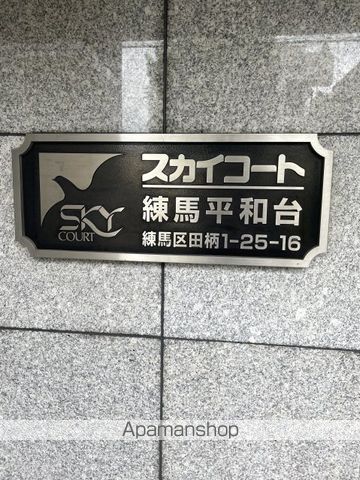 スカイコート
SKY
COURT
練馬平和台
練馬区田柄1-25-16
Apamanshop